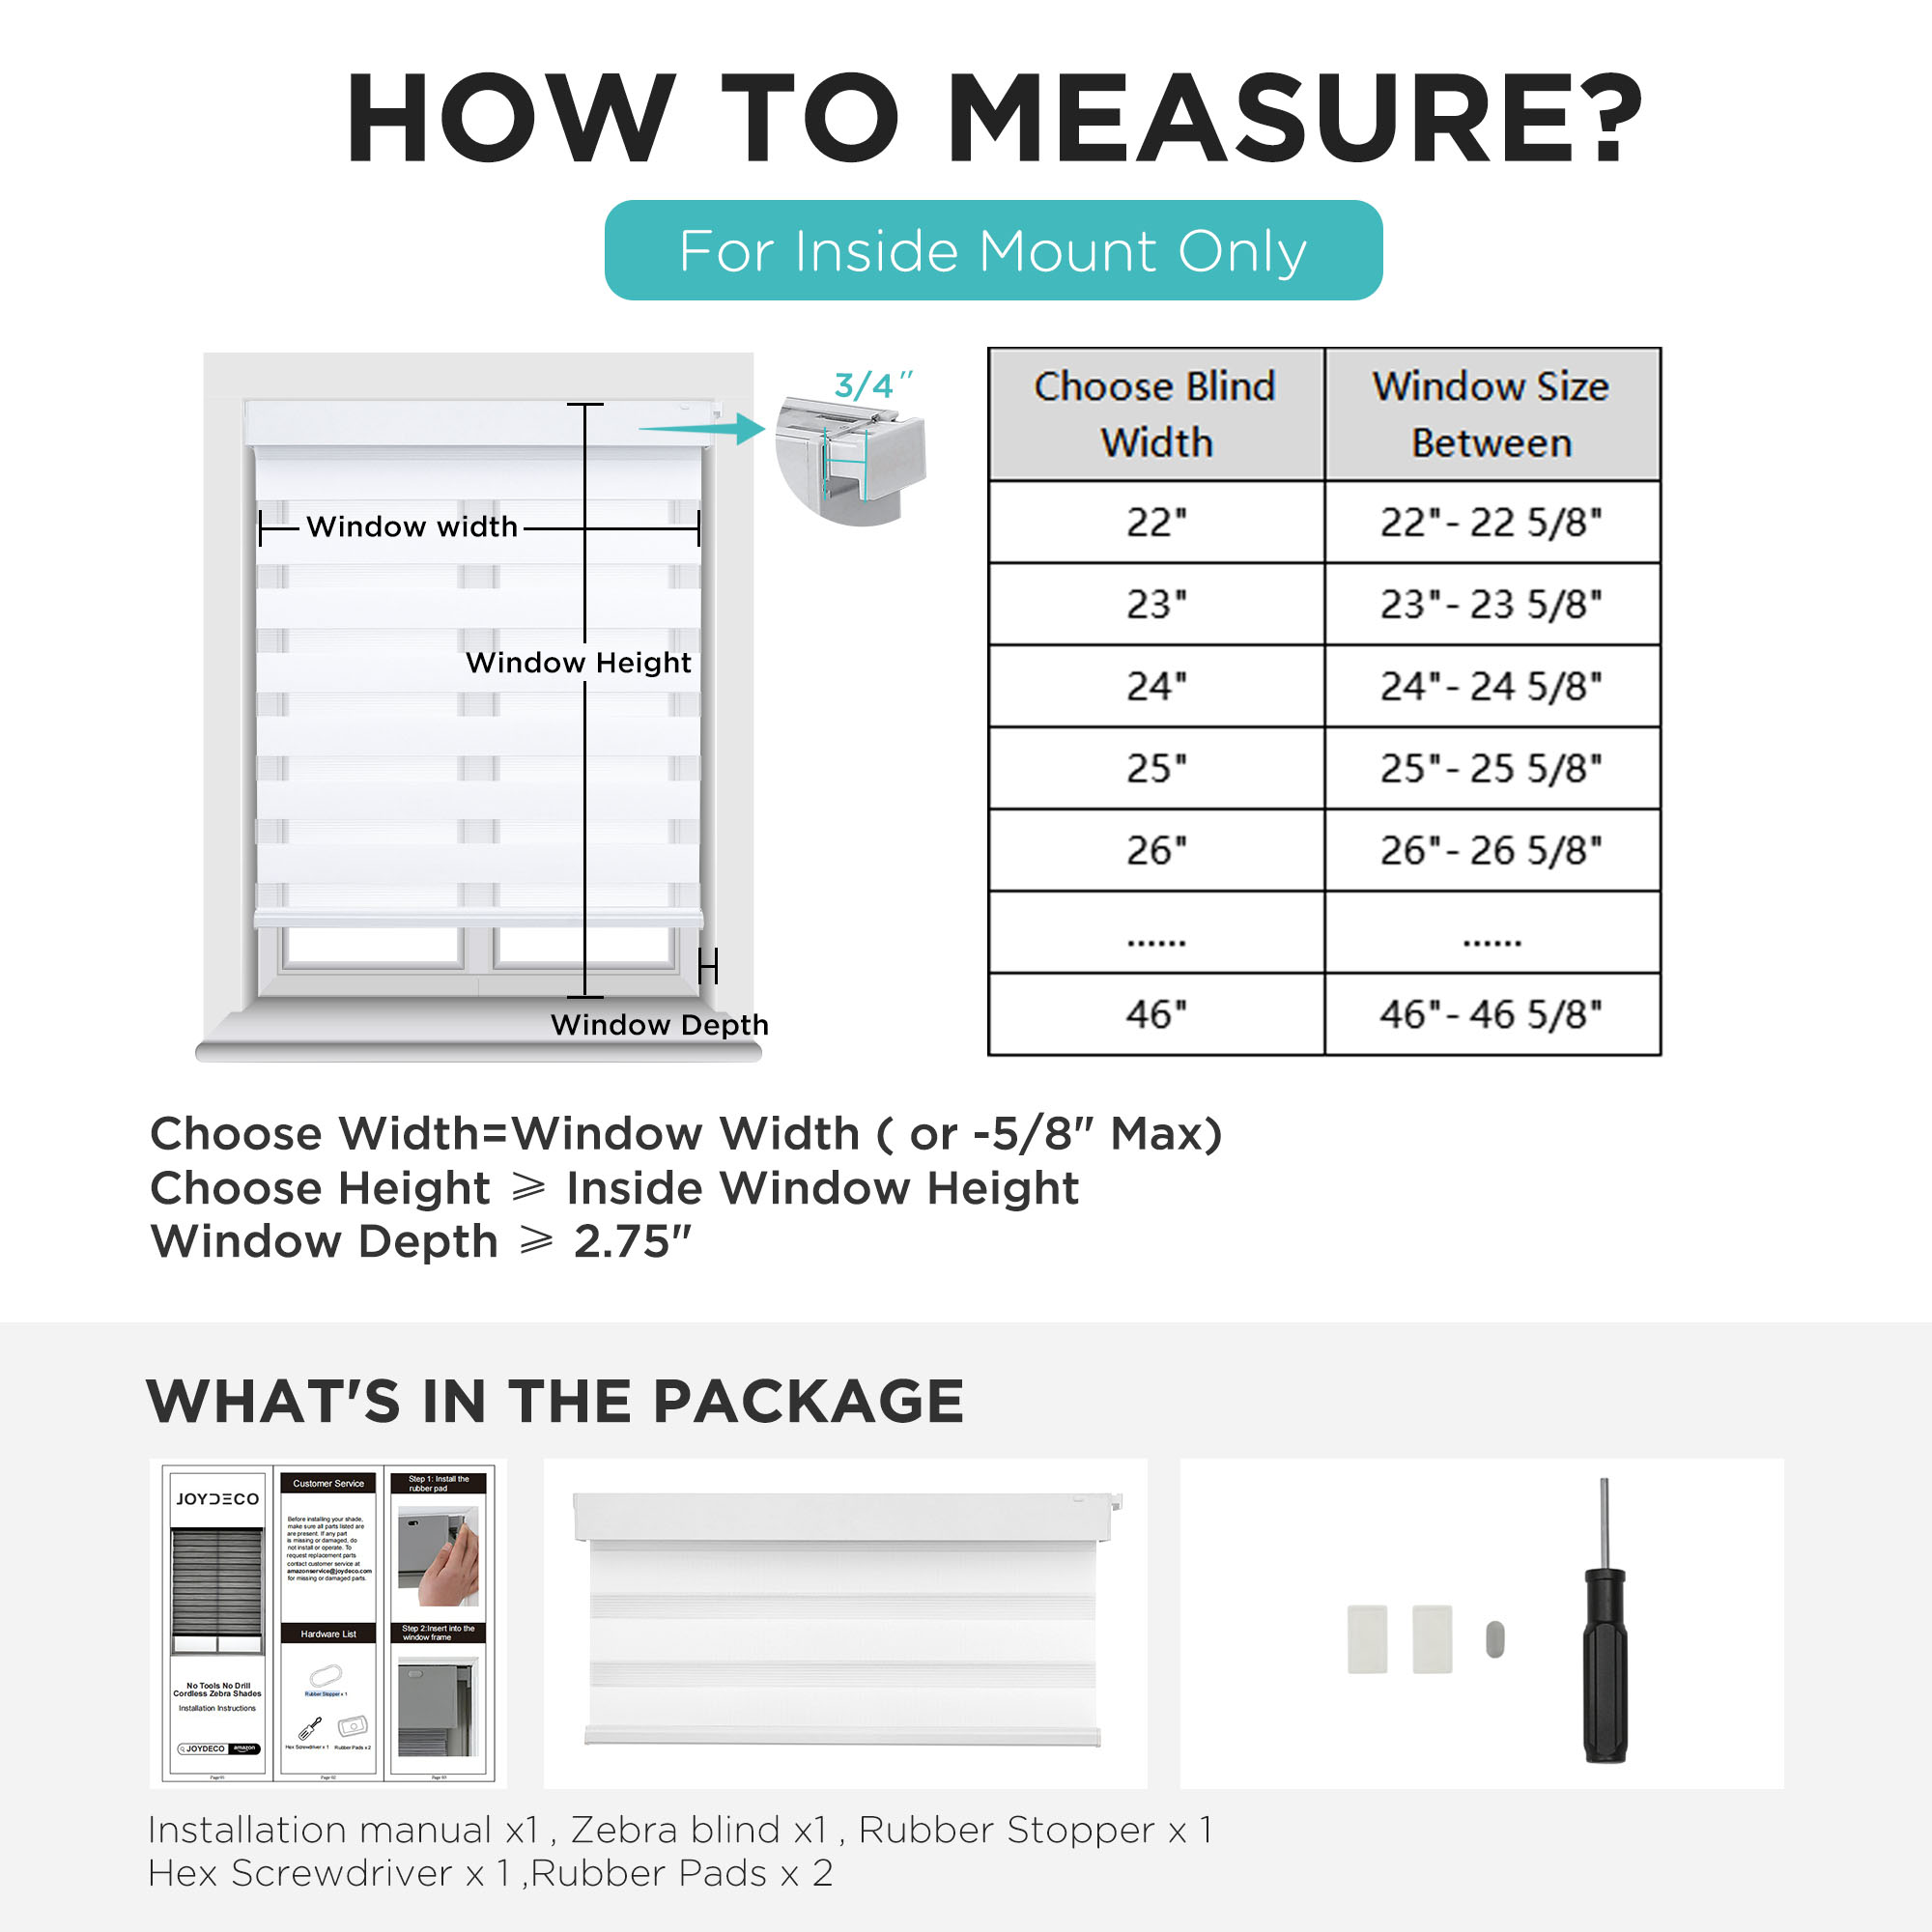 HOW TO MEASURE?
For Inside Mount Only
3/4"
Window width
Window Height
Window Depth
Choose Blind Width
Window Size Between
22"
22"- 22 5/8"
23"
23"- 23 5/8"
24"
24"- 24 5/8"
25"
25"- 25 5/8"
26"
26"- 26 5/8"
......
......
46"
46"- 46 5/8"
Choose Width=Window Width ( or -5/8" Max)
Choose Height ⩾ Inside Window Height
Window Depth ⩾ 2.75"
WHAT'S IN THE PACKAGE
JOYDECO
No Tools No Drill
Cordless Zebra Shades
Installation Instructions
JOYDECO amazon
Page 01
Customer Service
Before installing your shade,
make sure all parts listed are
are present. If any part
is missing or damaged, do
not install or operate. To
request replacement parts
contact customer service at
amazonservice@joydeco.com
for missing or damaged parts.
Hardware List
Rubber Stopper x 1
Hex Screwdriver x 1
Rubber Pads x 2
Page 02
Step 1: Install the
rubber pad
Step 2:Insert into the
window frame
Page 03
Installation manual x1 , Zebra blind x1 , Rubber Stopper x 1
Hex Screwdriver x 1 ,Rubber Pads x 2